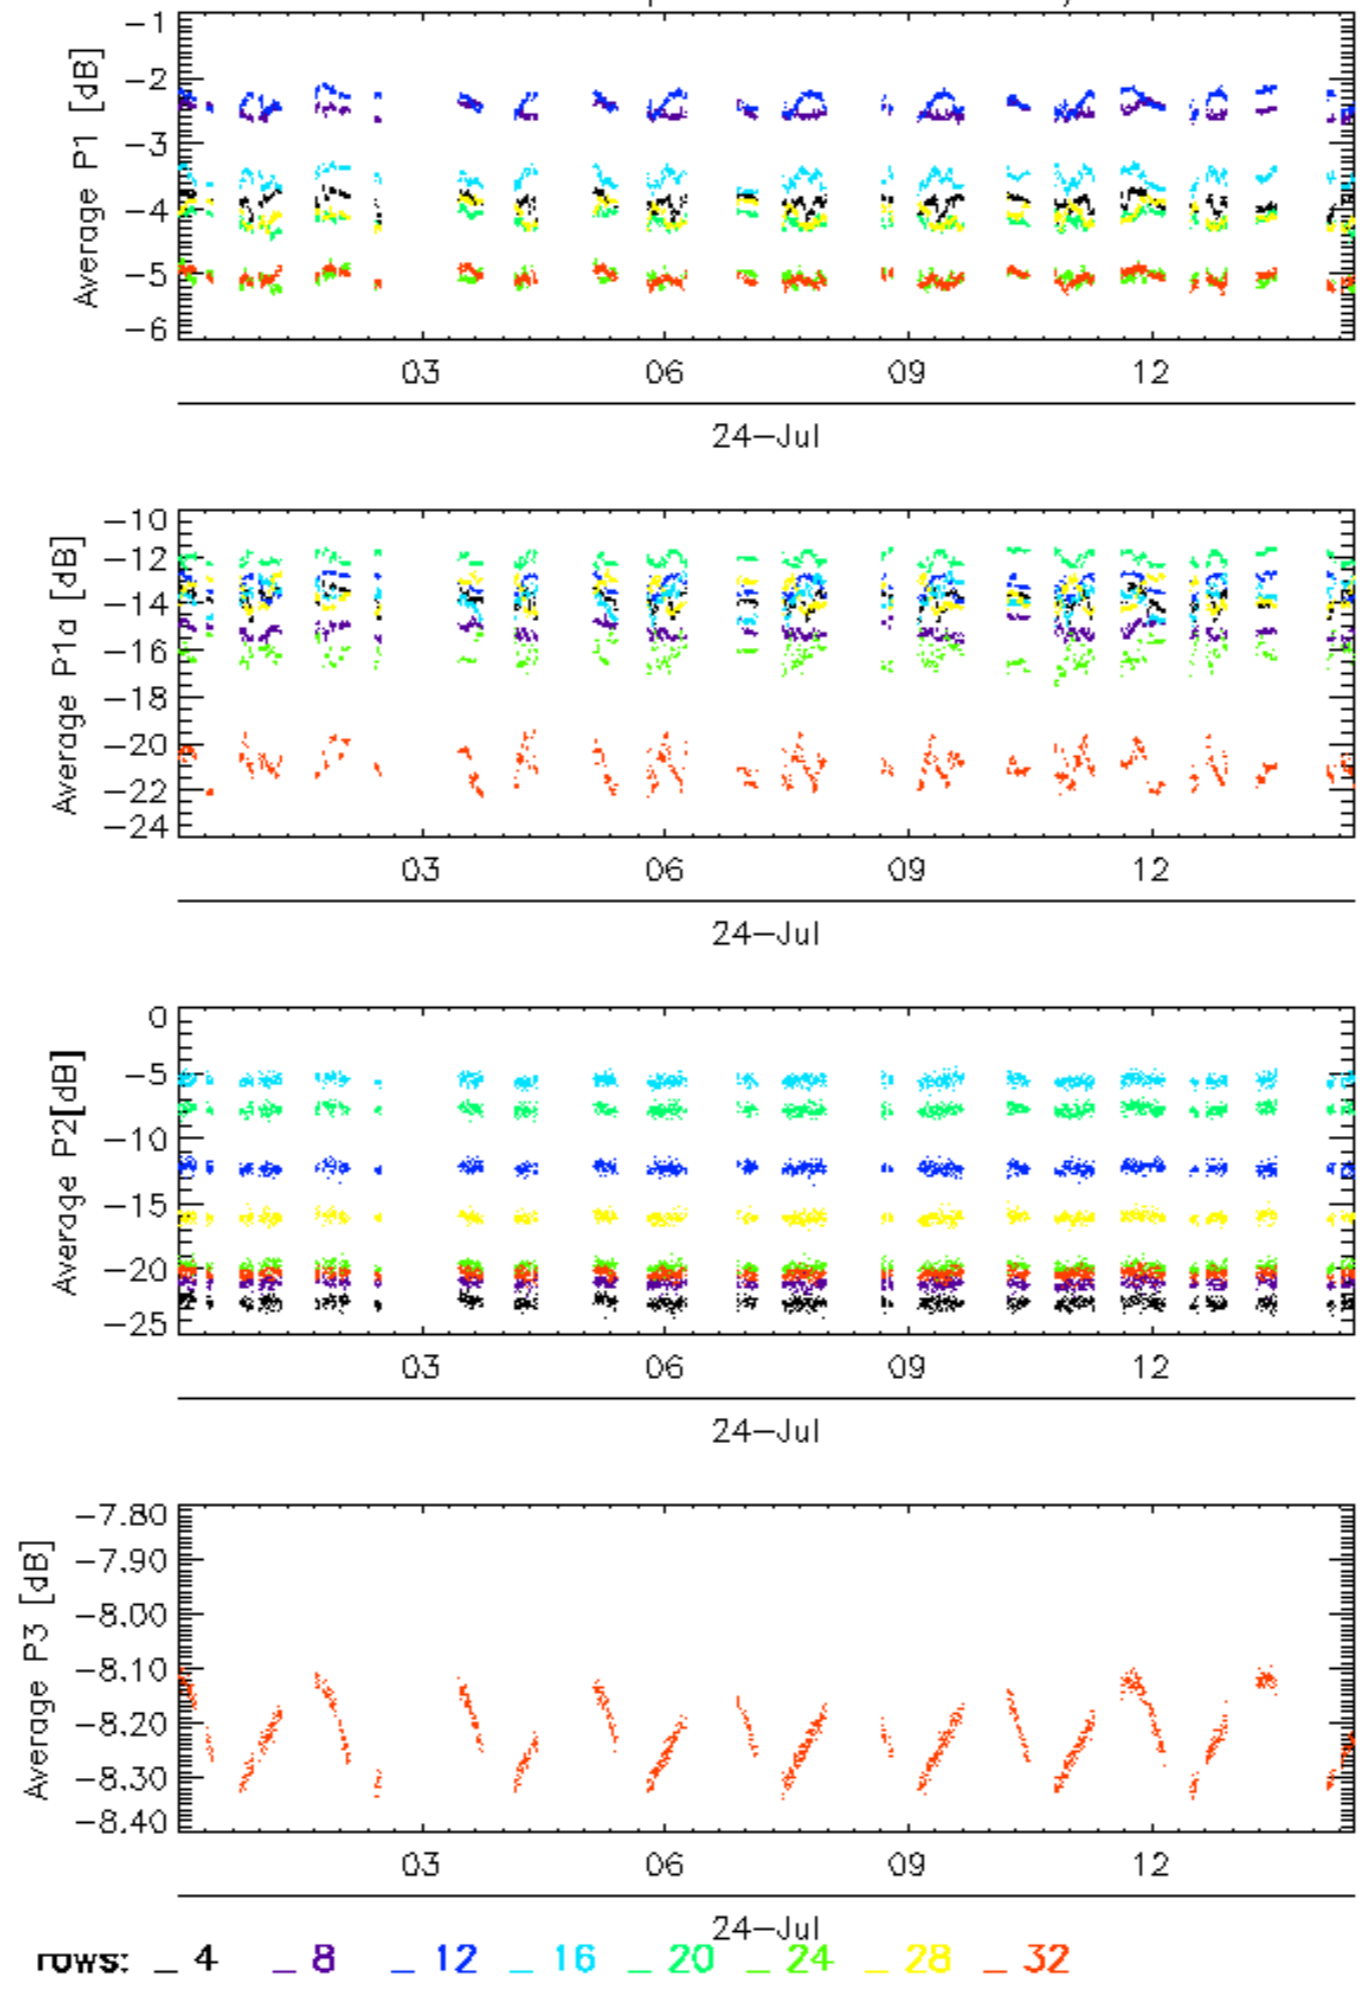 Average P1 [dB]
-1
-2
-3
-4
-5
-6
03 06 09 12
24-Jul
Average P1a [dB]
-10
-12
-14
-16
-18
-20
-22
-24
03 06 09 12
24-Jul
Average P2[dB]
0
-5
-10
-15
-20
-25
03 06 09 12
24-Jul
Average P3 [dB]
-7.80
-7.90
-8.00
-8.10
-8.20
-8.30
-8.40
03 06 09 12
24-Jul
rows: _ 4 _ 8 _ 12 _ 16 _ 20 _ 24 _ 28 _ 32